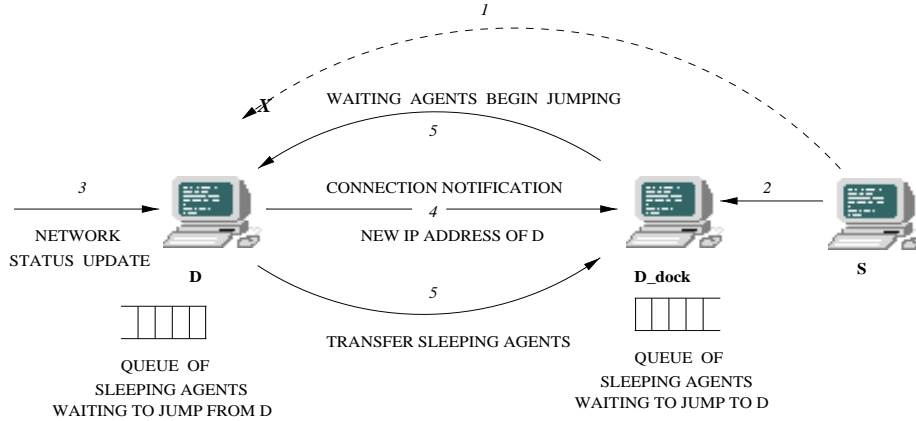 1
X
WAITING AGENTS BEGIN JUMPING
5
3
CONNECTION NOTIFICATION
2
4
NETWORK
STATUS UPDATE
NEW IP ADDRESS OF D
D
D_dock
S
5
TRANSFER SLEEPING AGENTS
QUEUE OF
SLEEPING AGENTS
WAITING TO JUMP FROM D
QUEUE OF
SLEEPING AGENTS
WAITING TO JUMP TO D